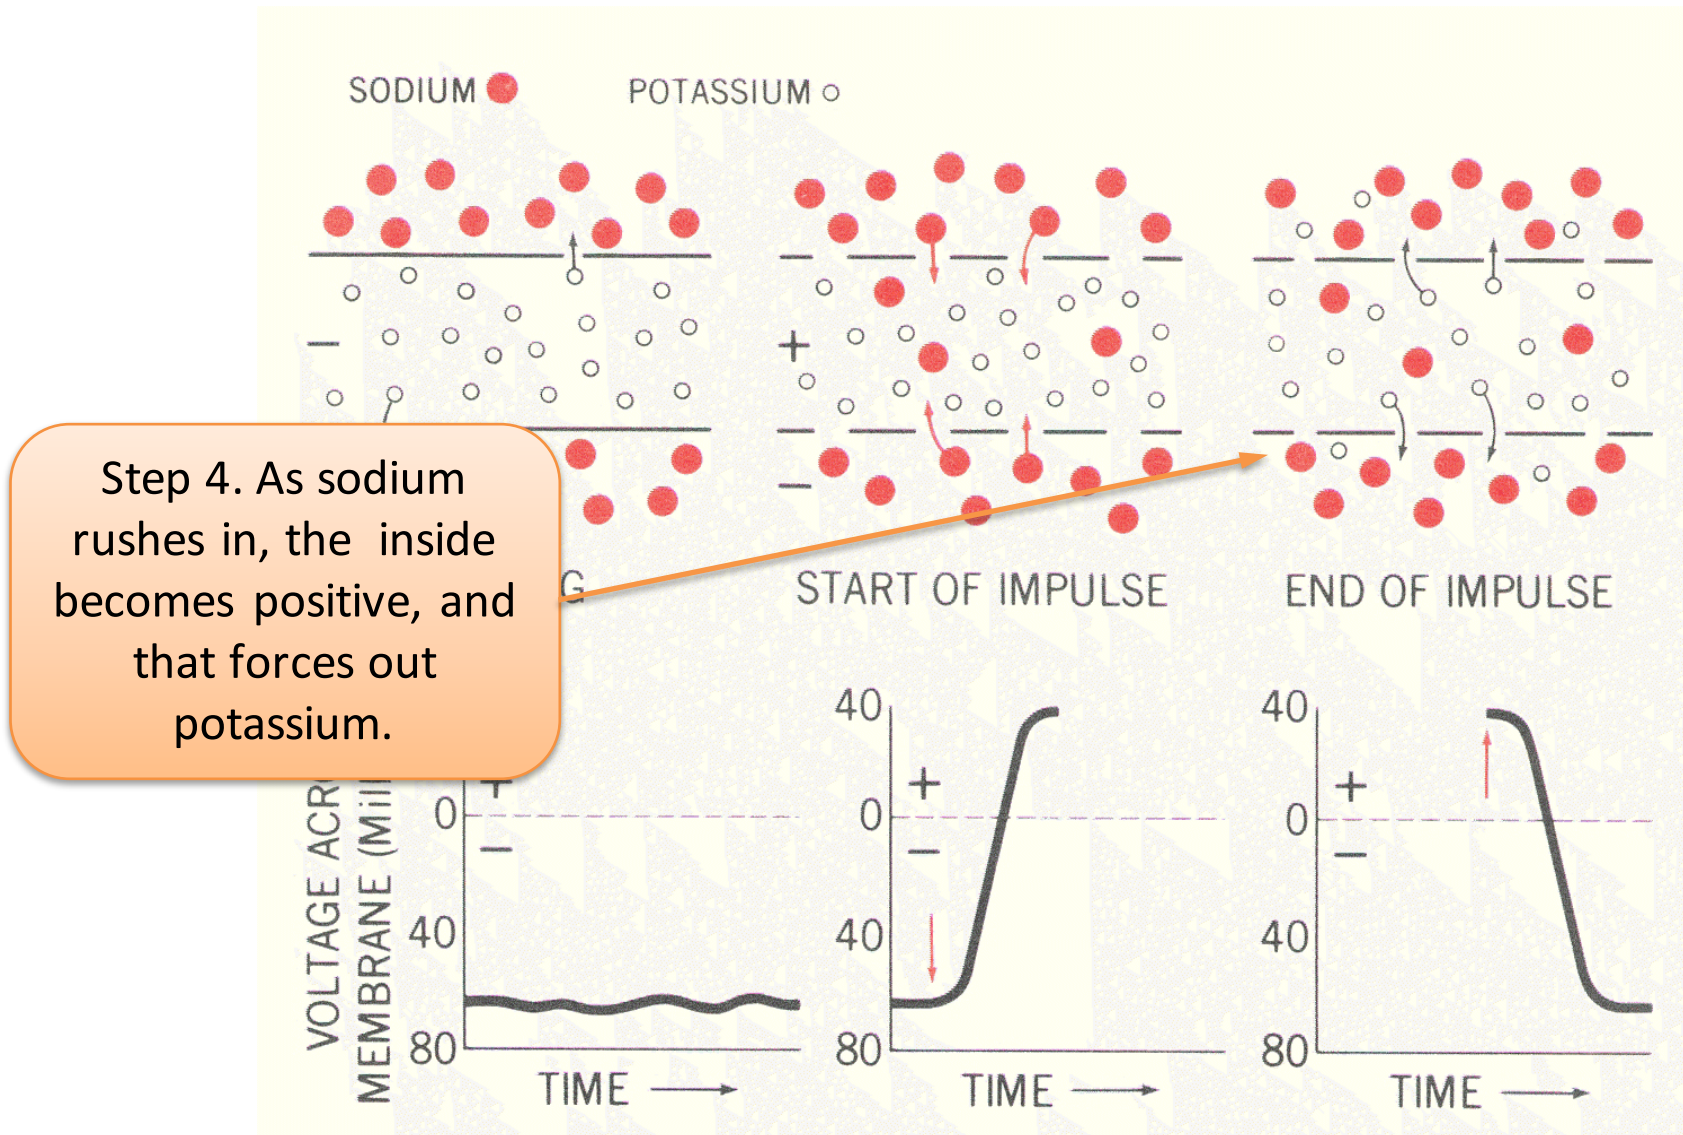 SODIUM
POTASSIUM
−
+
−
Step 4. As sodium
rushes in, the inside
becomes positive, and
that forces out
potassium.
G
START OF IMPULSE
END OF IMPULSE
VOLTAGE ACR
MEMBRANE (Mil
+
0
−
40
80
TIME
40
+
0
−
40
80
TIME
40
+
0
−
40
80
TIME